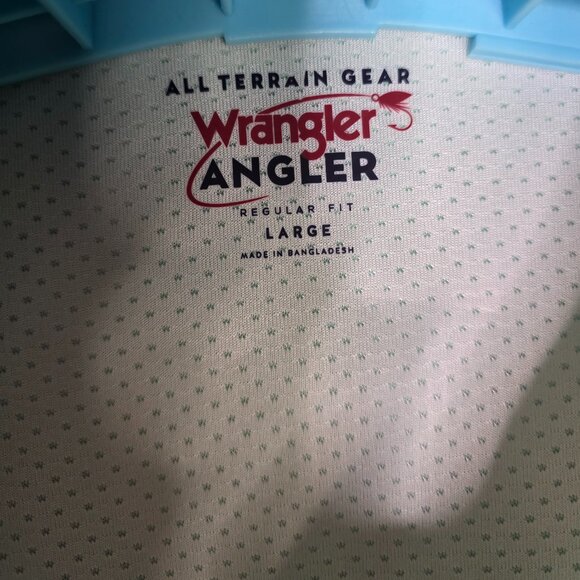 ALL TERRAIN GEAR
Wrangler
ANGLER
REGULAR FIT
LARGE
MADE IN BANGLADESH